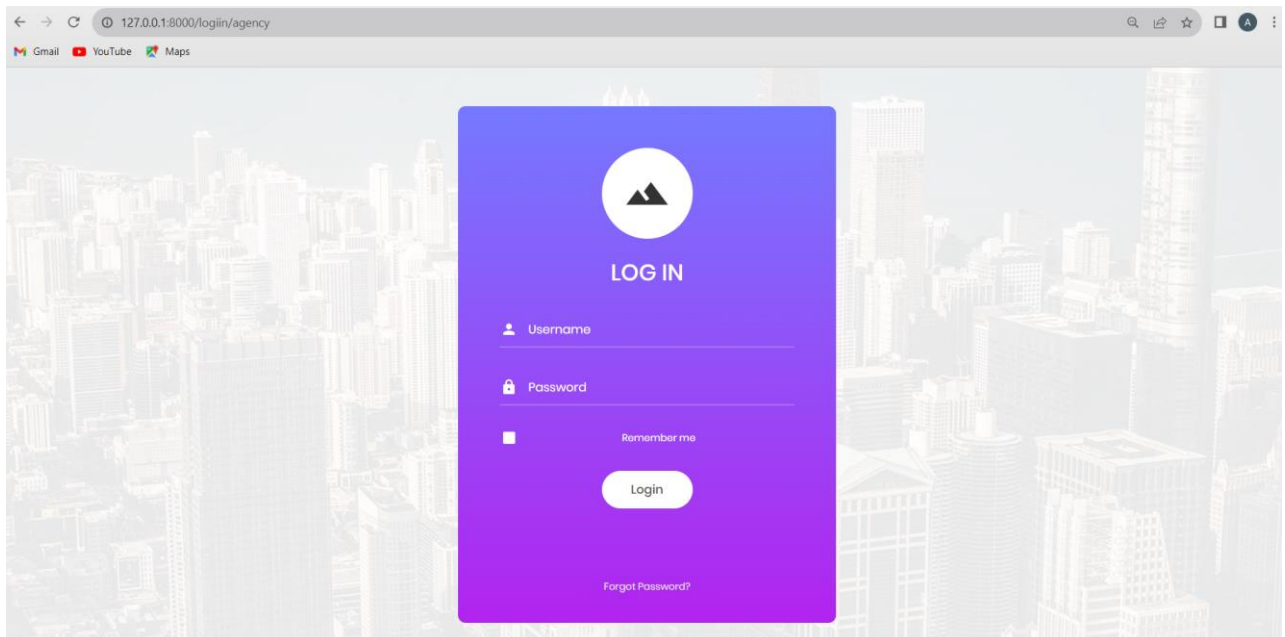 127.0.0.1:8000/logiin/agency
A
Gmail YouTube Maps
LOG IN
Username
Password
Remember me
Login
Forgot Password?